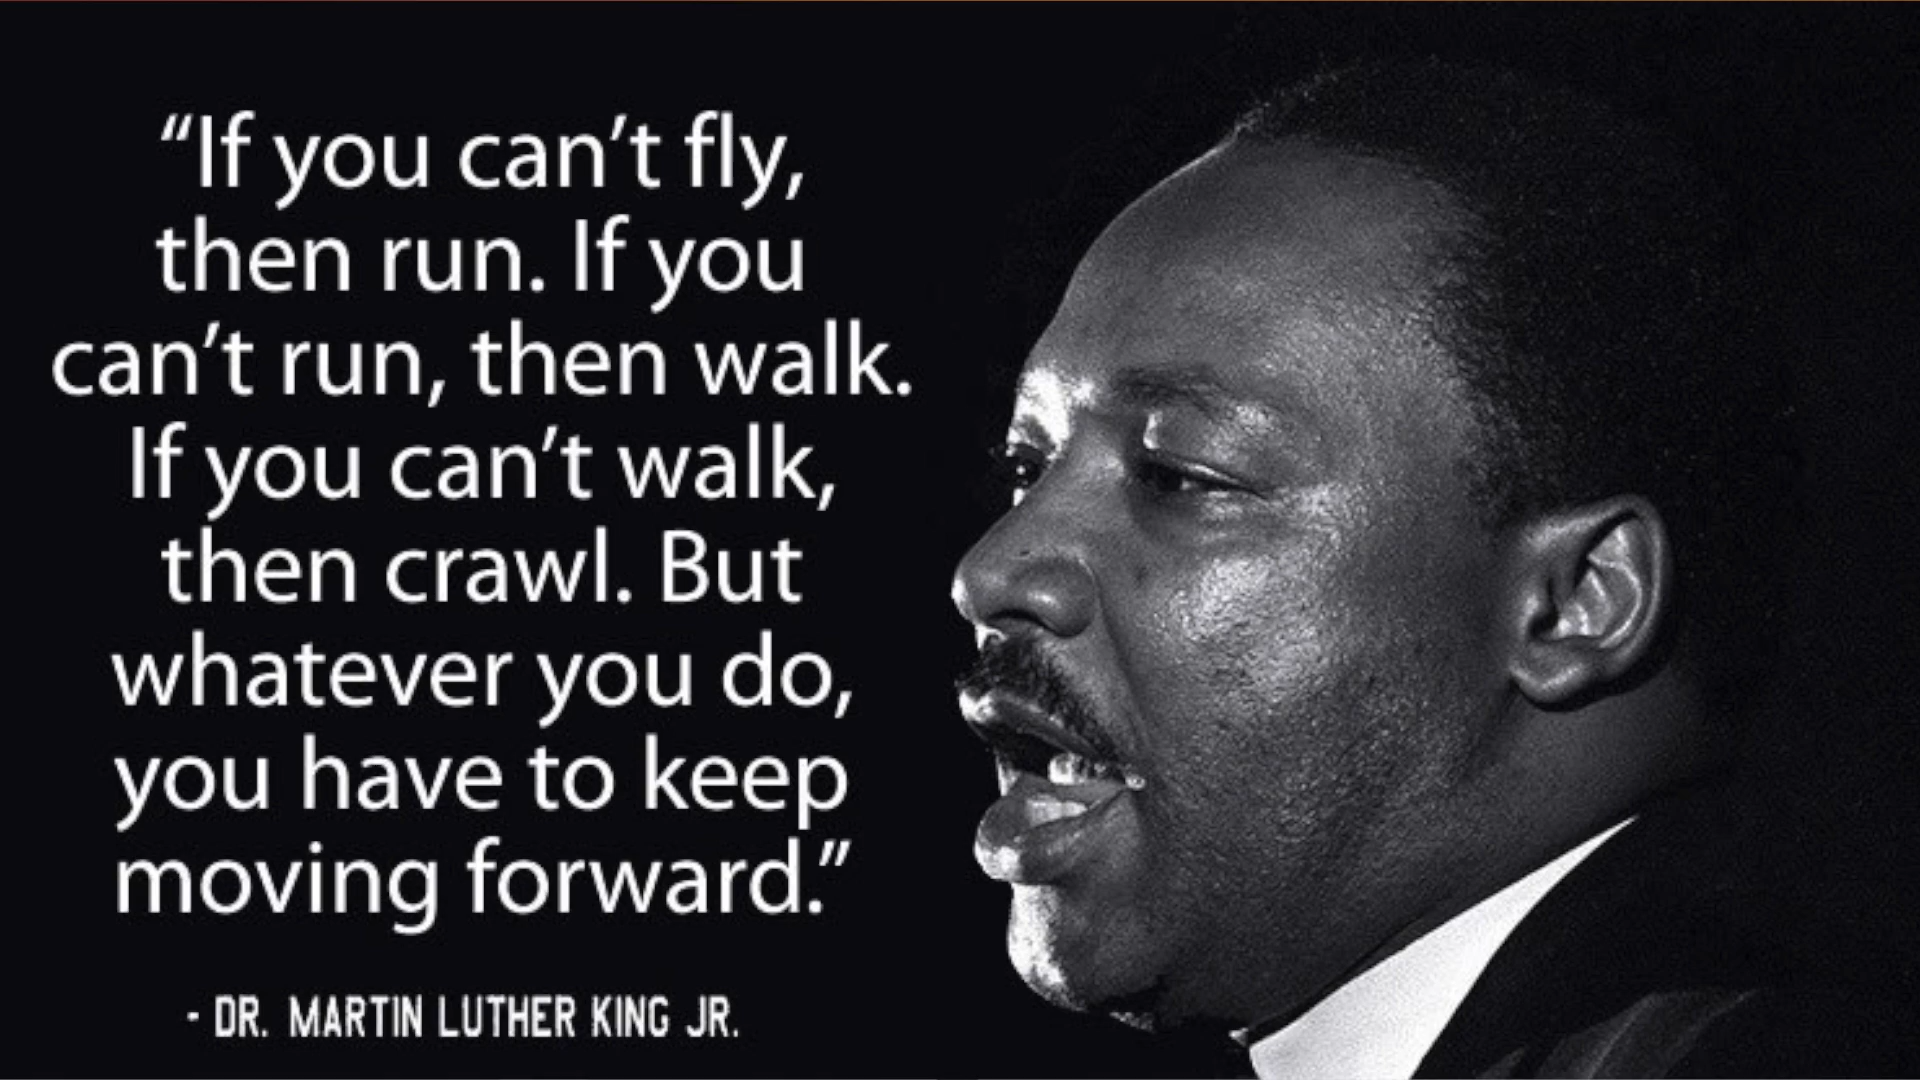 “If you can’t fly,
then run. If you
can’t run, then walk.
If you can’t walk,
then crawl. But
whatever you do,
you have to keep
moving forward.”
- DR. MARTIN LUTHER KING JR.